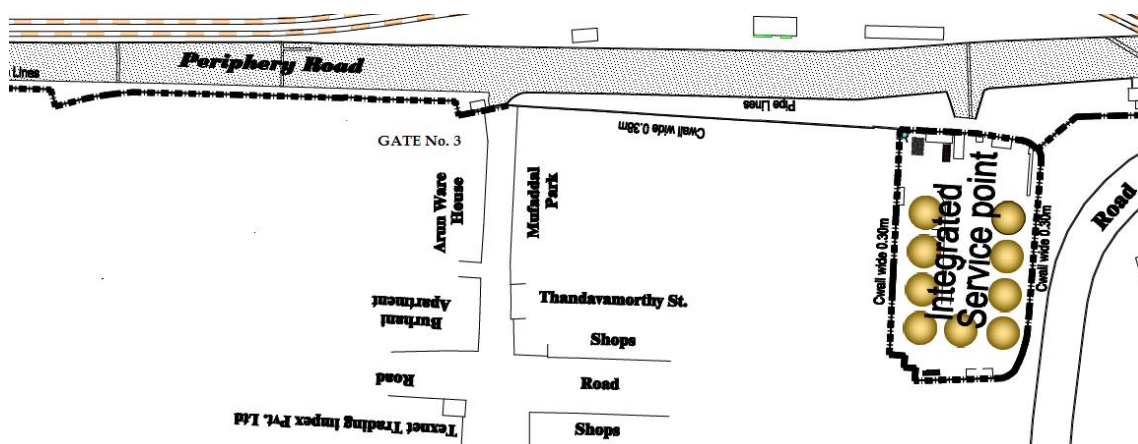 Periphery Road
Lines
Pipe Lines
Cwall wide 0.38m
GATE No. 3
Arun Ware
House
Mufaddal
Park
Cwall wide 0.30m
Integrated
Service point
Cwall wide 0.30m
Road
Burhani
Apartment
Thandavamorthy St.
Shops
Road
Road
Texnet Trading Impex Pvt. Ltd
Shops